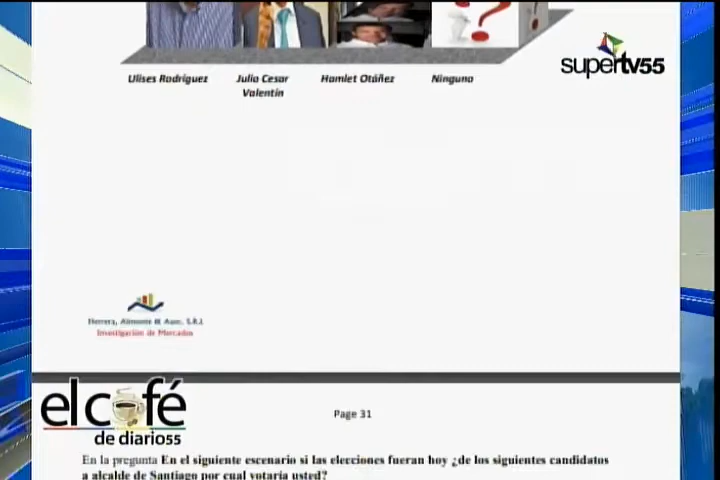 supertv55
Ulises Rodríguez Julio Cesar Hamlet Otáñez Ninguno
Valentín
Herrera, Almonte & Asoc. S.R.L
Investigación de Mercados
el café
de diario55
Page 31
En la pregunta En el siguiente escenario si las elecciones fueran hoy ¿de los siguientes candidatos
a alcalde de Santiago por cual votaría usted?